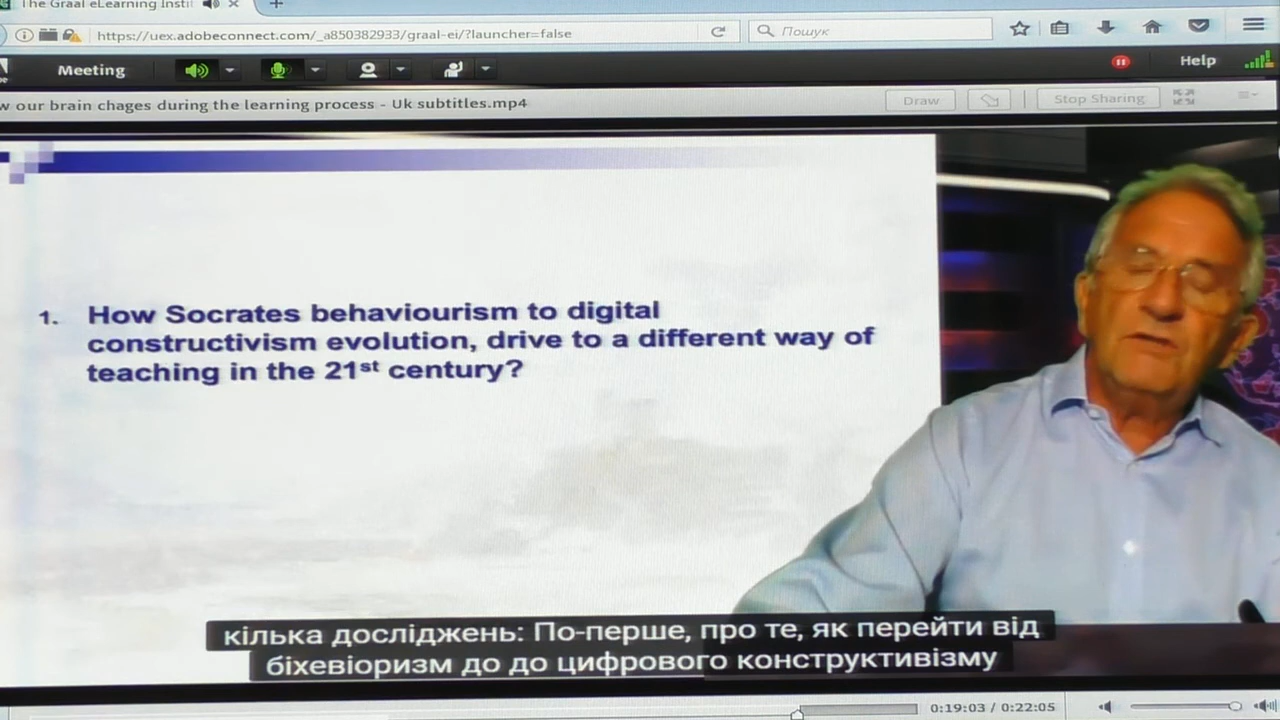 The Graal eLearning Insti
https://uex.adobeconnect.com/_a850382933/graal-ei/?launcher=false
Пошук
Meeting
Help
our brain chages during the learning process - Uk subtitles.mp4
Draw
Stop Sharing
1. How Socrates behaviourism to digital
constructivism evolution, drive to a different way of
teaching in the 21st century?
кілька досліджень: По-перше, про те, як перейти від
біхевіоризм до до цифрового конструктивізму
0:19:03 / 0:22:05